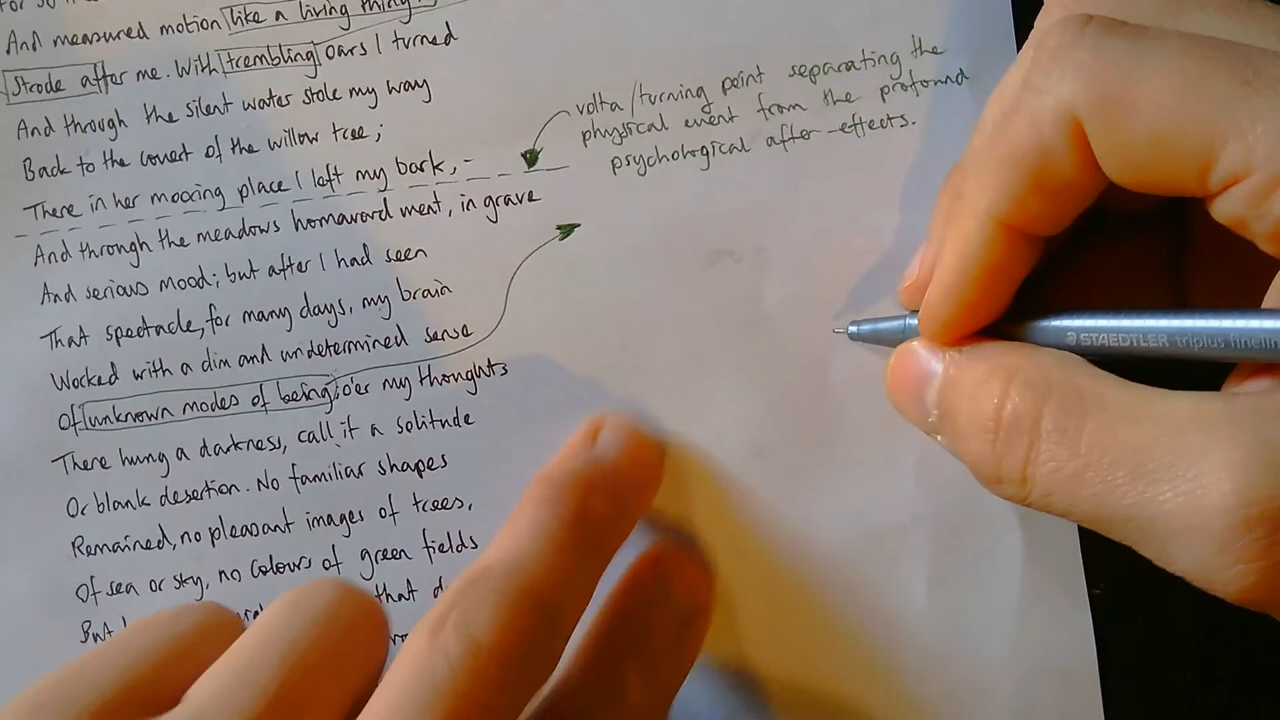 for so it
And measured motion like a living thing,
Strode after me. With trembling oars I turned
And through the silent water stole my way
Back to the covert of the willow tree;
There in her mooring place I left my bark,-
And through the meadows homeward went, in grave
And serious mood; but after I had seen
That spectacle, for many days, my brain
Worked with a dim and undetermined sense
Of unknown modes of being; o'er my thoughts
There hung a darkness, call it a solitude
Or blank desertion. No familiar shapes
Remained, no pleasant images of trees,
Of sea or sky, no colours of green fields
But that d
volta/turning point separating the
physical event from the profound
psychological after-effects.
STAEDTLER triplus finelin